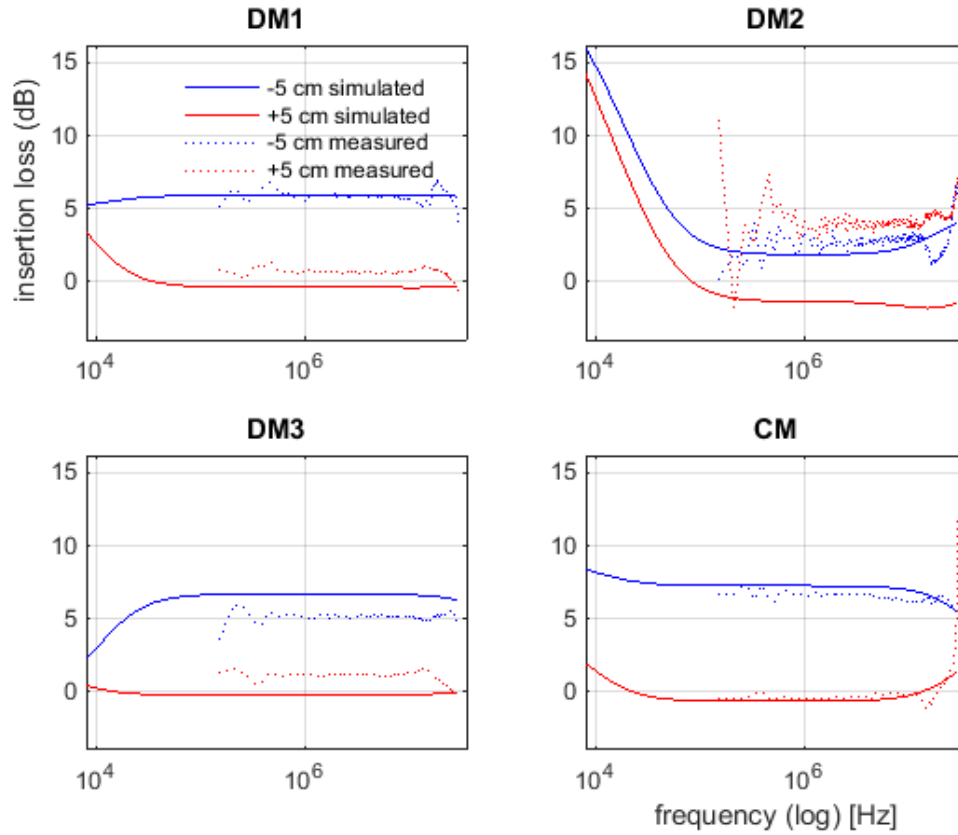 DM1
DM2
insertion loss (dB)
15
10
5
0
10^4
10^6
-5 cm simulated
+5 cm simulated
-5 cm measured
+5 cm measured
15
10
5
0
10^4
10^6
DM3
CM
15
10
5
0
10^4
10^6
15
10
5
0
10^4
10^6
frequency (log) [Hz]